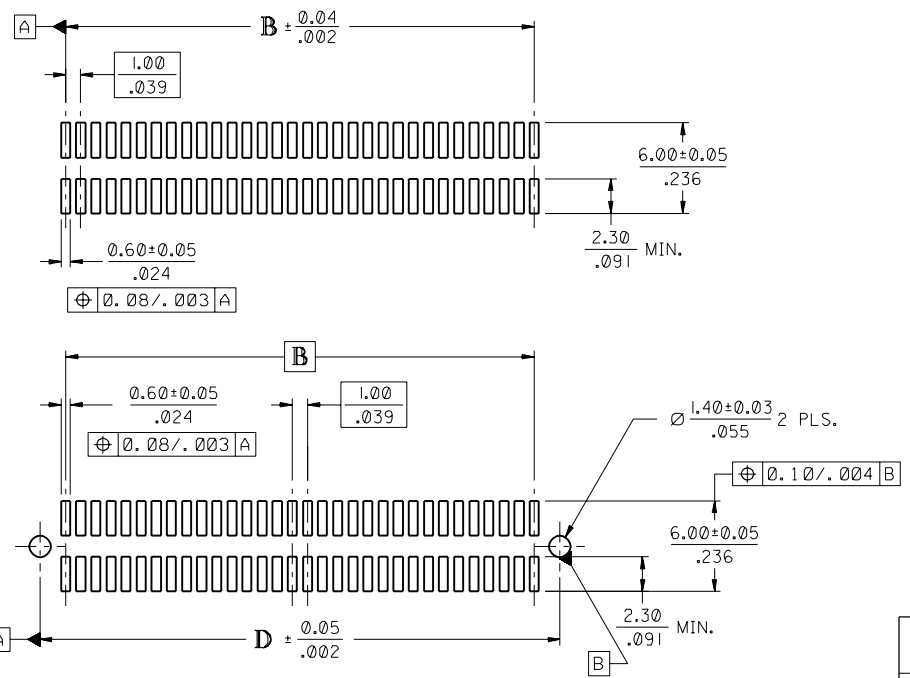 A
B ± 0.04
.002
1.00
.039
6.00±0.05
.236
2.30
.091
MIN.
0.60±0.05
.024
⌖ 0.08/.003 A
B
0.60±0.05
.024
1.00
.039
⌖ 0.08/.003 A
Ø 1.40±0.03
.055
2 PLS.
⌖ 0.10/.004 B
6.00±0.05
.236
2.30
.091
MIN.
A
D ± 0.05
.002
B